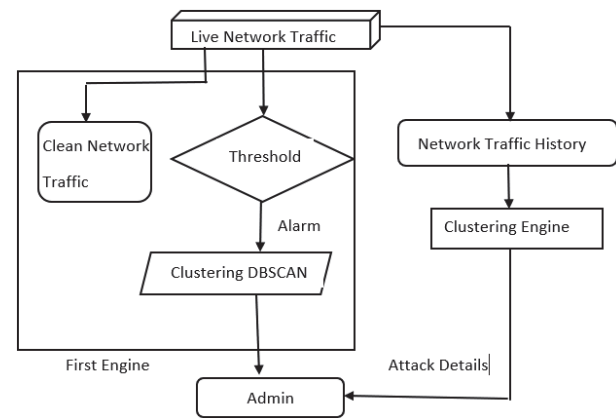 Live Network Traffic
Clean Network
Traffic
Threshold
Network Traffic History
Alarm
Clustering Engine
Clustering DBSCAN
First Engine
Attack Details
Admin